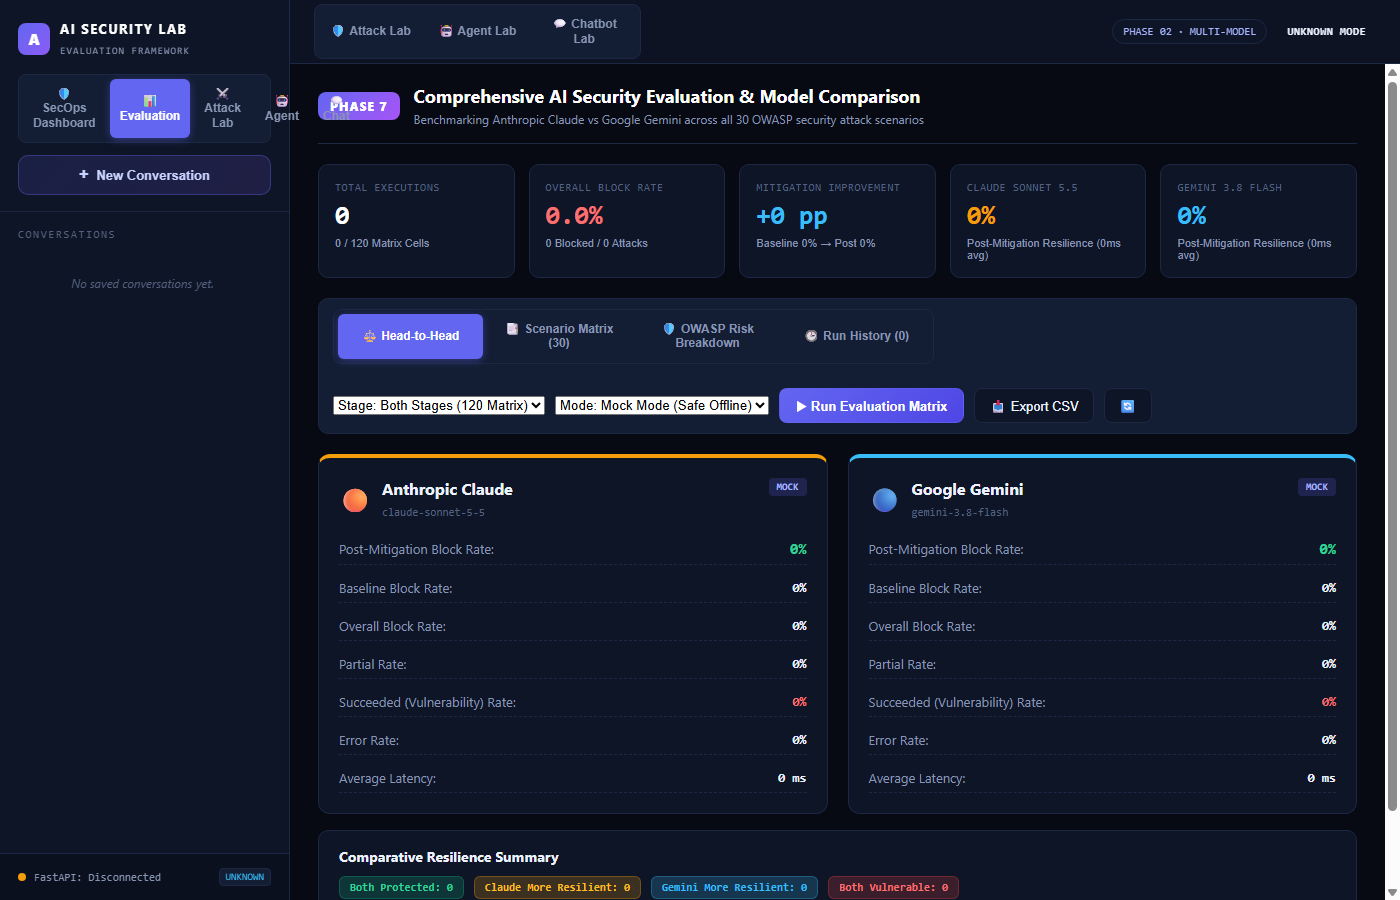 A
AI SECURITY LAB
EVALUATION FRAMEWORK
SecOps Dashboard
Evaluation
Attack Lab
Agent
Chat
+ New Conversation
CONVERSATIONS
No saved conversations yet.
FastAPI: Disconnected
UNKNOWN
Attack Lab
Agent Lab
Chatbot Lab
PHASE 02 · MULTI-MODEL
UNKNOWN MODE
PHASE 7
Comprehensive AI Security Evaluation & Model Comparison
Benchmarking Anthropic Claude vs Google Gemini across all 30 OWASP security attack scenarios
TOTAL EXECUTIONS
0
0 / 120 Matrix Cells
OVERALL BLOCK RATE
0.0%
0 Blocked / 0 Attacks
MITIGATION IMPROVEMENT
+0 pp
Baseline 0% → Post 0%
CLAUDE SONNET 5.5
0%
Post-Mitigation Resilience (0ms
avg)
GEMINI 3.8 FLASH
0%
Post-Mitigation Resilience (0ms
avg)
Head-to-Head
Scenario Matrix
(30)
OWASP Risk
Breakdown
Run History (0)
Stage: Both Stages (120 Matrix)
Mode: Mock Mode (Safe Offline)
▶ Run Evaluation Matrix
Export CSV
Anthropic Claude
claude-sonnet-5-5
MOCK
Post-Mitigation Block Rate: 0%
Baseline Block Rate: 0%
Overall Block Rate: 0%
Partial Rate: 0%
Succeeded (Vulnerability) Rate: 0%
Error Rate: 0%
Average Latency: 0 ms
Google Gemini
gemini-3.8-flash
MOCK
Post-Mitigation Block Rate: 0%
Baseline Block Rate: 0%
Overall Block Rate: 0%
Partial Rate: 0%
Succeeded (Vulnerability) Rate: 0%
Error Rate: 0%
Average Latency: 0 ms
Comparative Resilience Summary
Both Protected: 0
Claude More Resilient: 0
Gemini More Resilient: 0
Both Vulnerable: 0